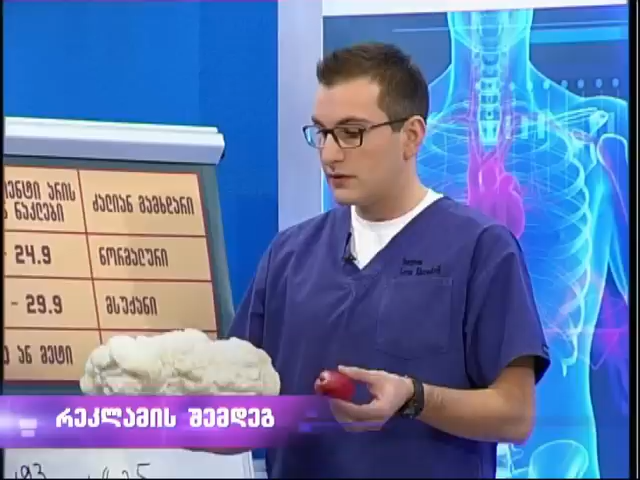 ენტი არის
ნაკლები
ძალიან გამხდარი
24.9
ნორმალური
- 29.9
მსუქანი
ან მეტი
რეკლამის შემდეგ